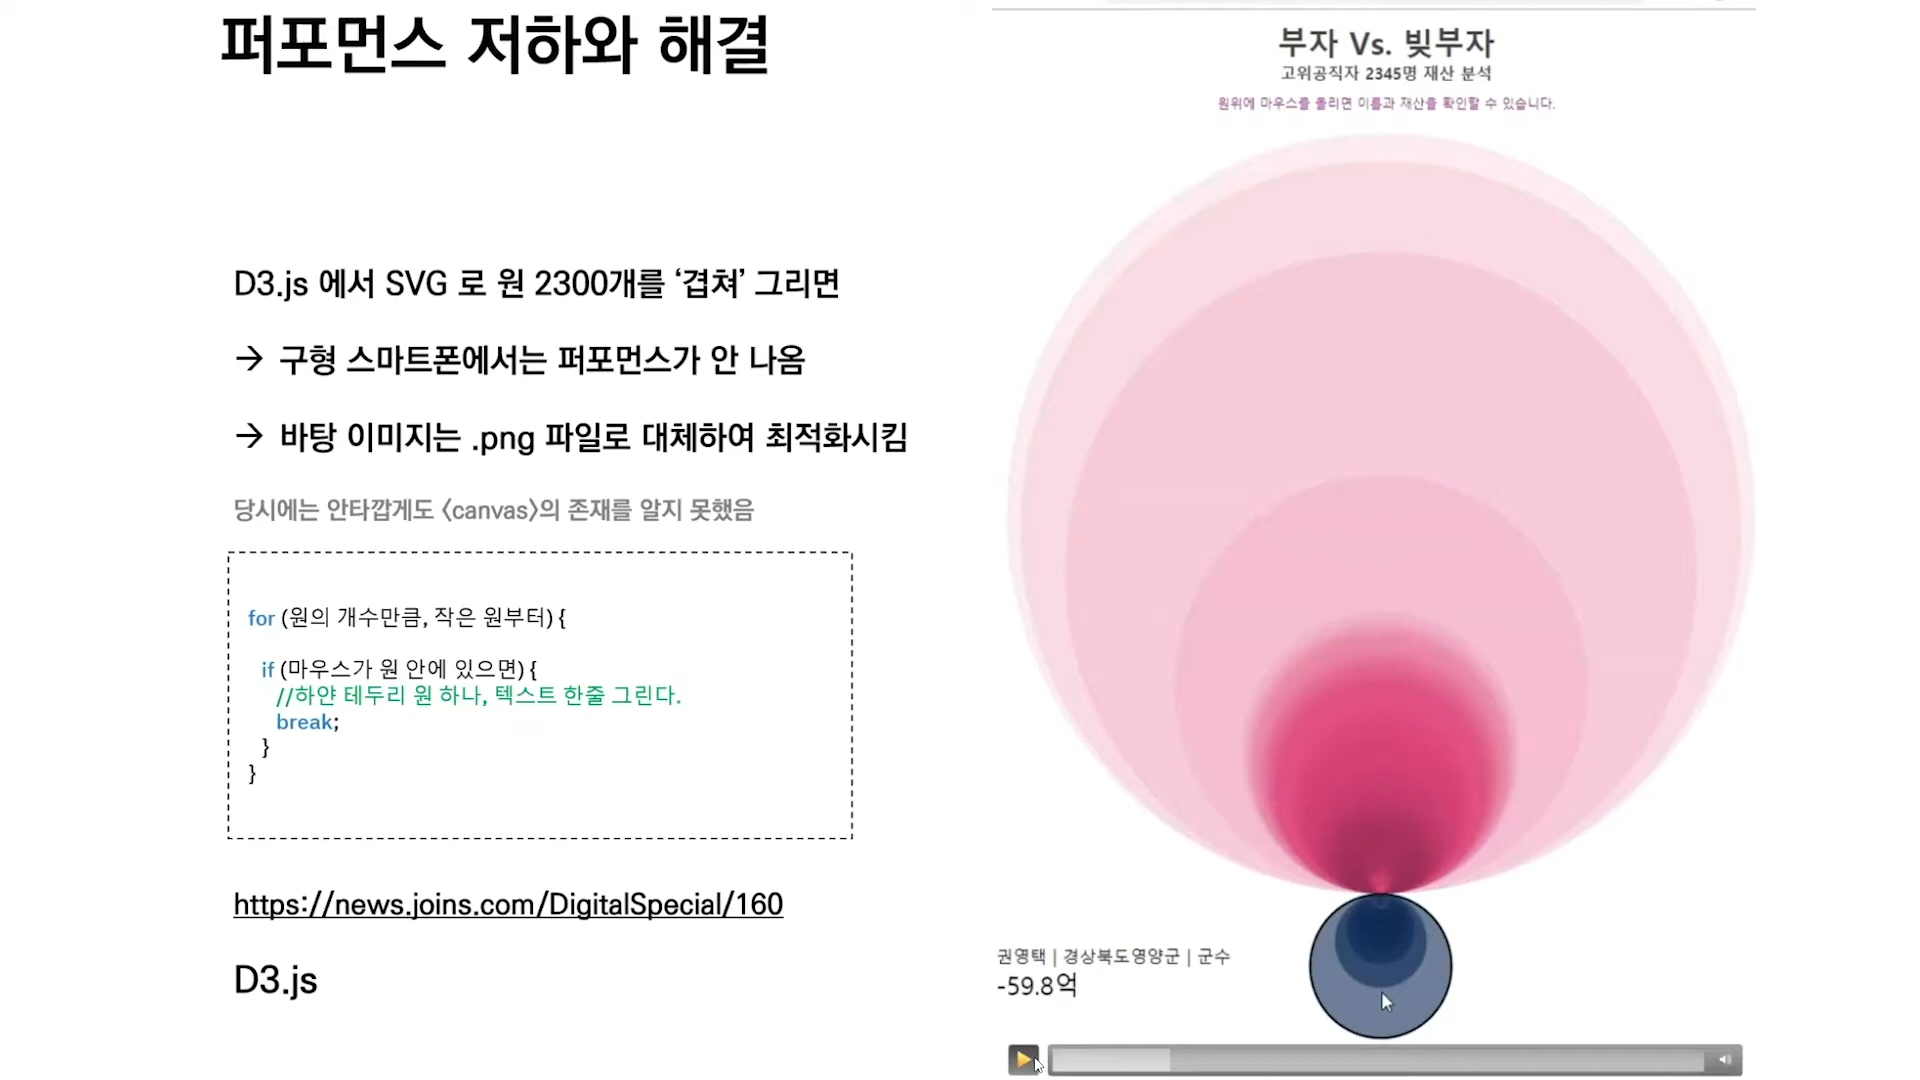 퍼포먼스 저하와 해결
D3.js 에서 SVG 로 원 2300개를 ‘겹쳐’ 그리면
→ 구형 스마트폰에서는 퍼포먼스가 안 나옴
→ 바탕 이미지는 .png 파일로 대체하여 최적화시킴
당시에는 안타깝게도 <canvas>의 존재를 알지 못했음
for (원의 개수만큼, 작은 원부터) {
if (마우스가 원 안에 있으면) {
//하얀 테두리 원 하나, 텍스트 한줄 그린다.
break;
}
}
https://news.joins.com/DigitalSpecial/160
D3.js
부자 Vs. 빚부자
고위공직자 2345명 재산 분석
원위에 마우스를 올리면 이름과 재산을 확인할 수 있습니다.
권영택 | 경상북도영양군 | 군수
-59.8억